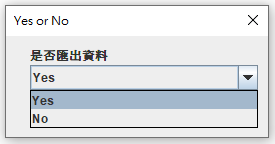 Yes or No
是否匯出資料
Yes
Yes
No